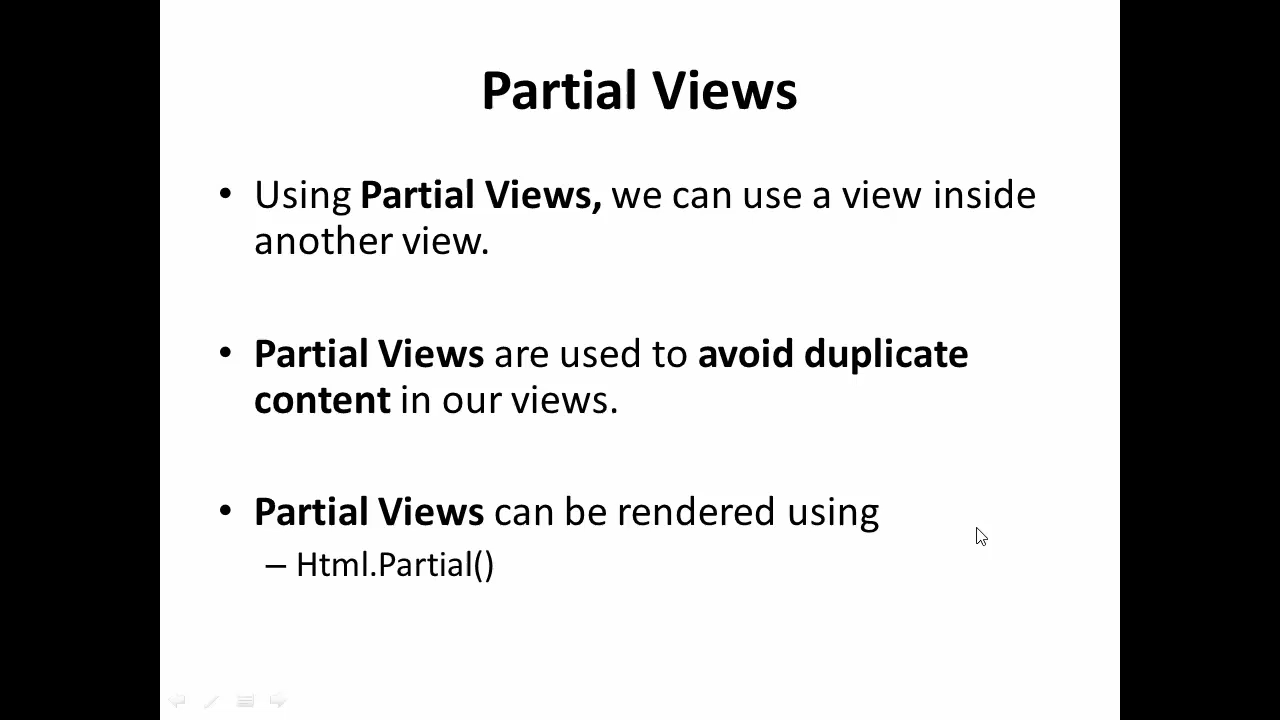 Partial Views
• Using Partial Views, we can use a view inside
another view.
• Partial Views are used to avoid duplicate
content in our views.
• Partial Views can be rendered using
– Html.Partial()